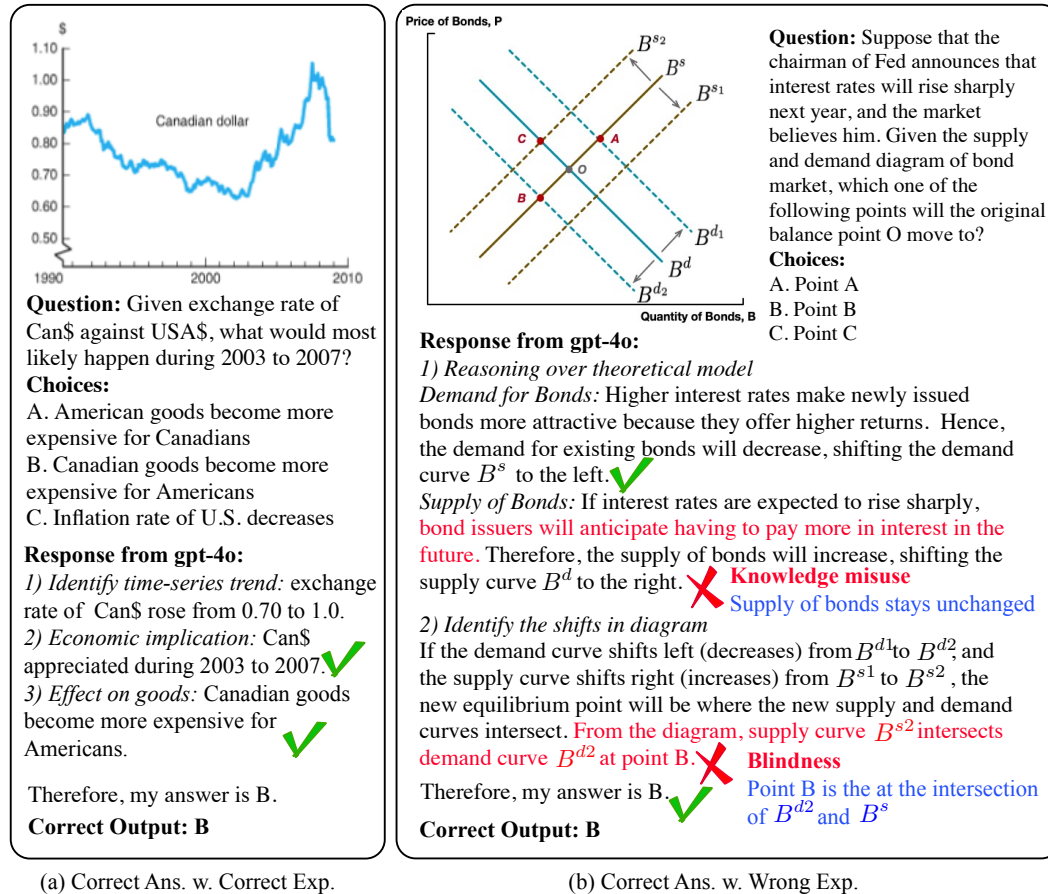 $
1.10
1.00
0.90
0.80
0.70
0.60
0.50
Canadian dollar
1990
2000
2010
Question: Given exchange rate of
Can$ against USA$, what would most
likely happen during 2003 to 2007?
Choices:
A. American goods become more
expensive for Canadians
B. Canadian goods become more
expensive for Americans
C. Inflation rate of U.S. decreases
Response from gpt-4o:
1) Identify time-series trend: exchange
rate of Can$ rose from 0.70 to 1.0.
2) Economic implication: Can$
appreciated during 2003 to 2007.
3) Effect on goods: Canadian goods
become more expensive for
Americans.
Therefore, my answer is B.
Correct Output: B
(a) Correct Ans. w. Correct Exp.
Price of Bonds, P
B^{s_2}
B^s
B^{s_1}
C
A
O
B
B^{d_1}
B^d
B^{d_2}
Quantity of Bonds, B
Question: Suppose that the
chairman of Fed announces that
interest rates will rise sharply
next year, and the market
believes him. Given the supply
and demand diagram of bond
market, which one of the
following points will the original
balance point O move to?
Choices:
A. Point A
B. Point B
C. Point C
Response from gpt-4o:
1) Reasoning over theoretical model
Demand for Bonds: Higher interest rates make newly issued
bonds more attractive because they offer higher returns. Hence,
the demand for existing bonds will decrease, shifting the demand
curve B^s to the left.
Supply of Bonds: If interest rates are expected to rise sharply,
bond issuers will anticipate having to pay more in interest in the
future. Therefore, the supply of bonds will increase, shifting the
supply curve B^d to the right.
Knowledge misuse
Supply of bonds stays unchanged
2) Identify the shifts in diagram
If the demand curve shifts left (decreases) from B^{d1} to B^{d2}, and
the supply curve shifts right (increases) from B^{s1} to B^{s2}, the
new equilibrium point will be where the new supply and demand
curves intersect. From the diagram, supply curve B^{s2} intersects
demand curve B^{d2} at point B.
Blindness
Point B is the at the intersection
of B^{d2} and B^s
Therefore, my answer is B.
Correct Output: B
(b) Correct Ans. w. Wrong Exp.